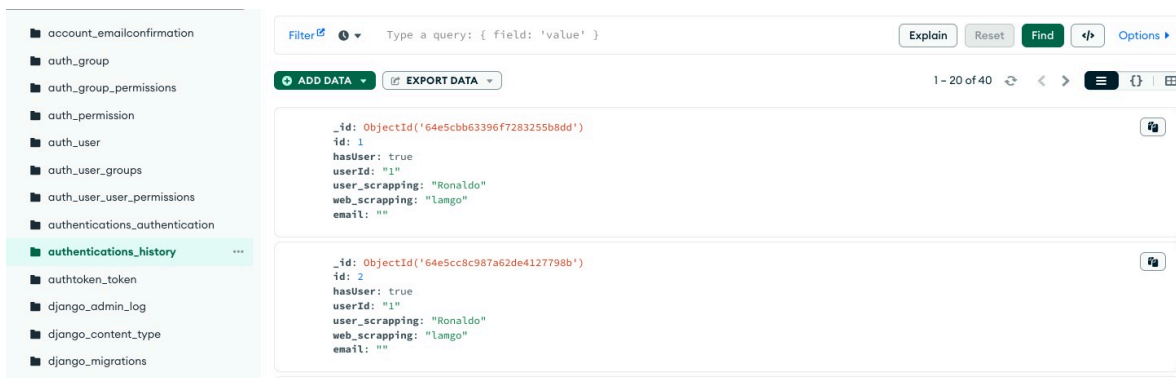 account_emailconfirmation
auth_group
auth_group_permissions
auth_permission
auth_user
auth_user_groups
auth_user_user_permissions
authentications_authentication
authentications_history
authtoken_token
django_admin_log
django_content_type
django_migrations
Filter Type a query: { field: 'value' } Explain Reset Find </> Options
ADD DATA EXPORT DATA 1 – 20 of 40 {}
_id: ObjectId('64e5cbb63396f7283255b8dd')
id: 1
hasUser: true
userId: "1"
user_scrapping: "Ronaldo"
web_scrapping: "lamgo"
email: ""
_id: ObjectId('64e5cc8c987a62de4127798b')
id: 2
hasUser: true
userId: "1"
user_scrapping: "Ronaldo"
web_scrapping: "lamgo"
email: ""